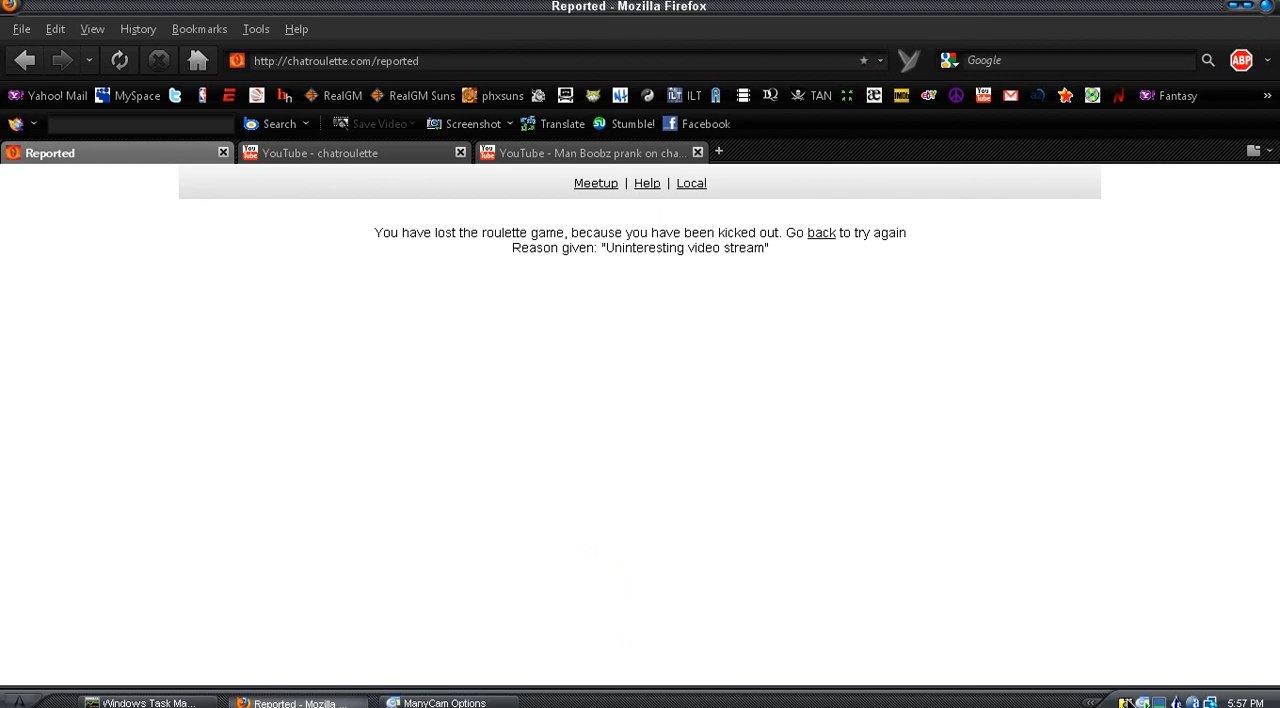 Reported - Mozilla Firefox
File Edit View History Bookmarks Tools Help
http://chatroulette.com/reported Google ABP
Yahoo! Mail MySpace RealGM RealGM Suns phxsuns ILT TAN Fantasy »
Search Save Video Screenshot Translate Stumble! Facebook
Reported YouTube - chatroulette YouTube - Man Boobz prank on cha...
Meetup | Help | Local
You have lost the roulette game, because you have been kicked out. Go back to try again
Reason given: "Uninteresting video stream"
Windows Task Ma... Reported - Mozilla ... ManyCam Options 5:57 PM